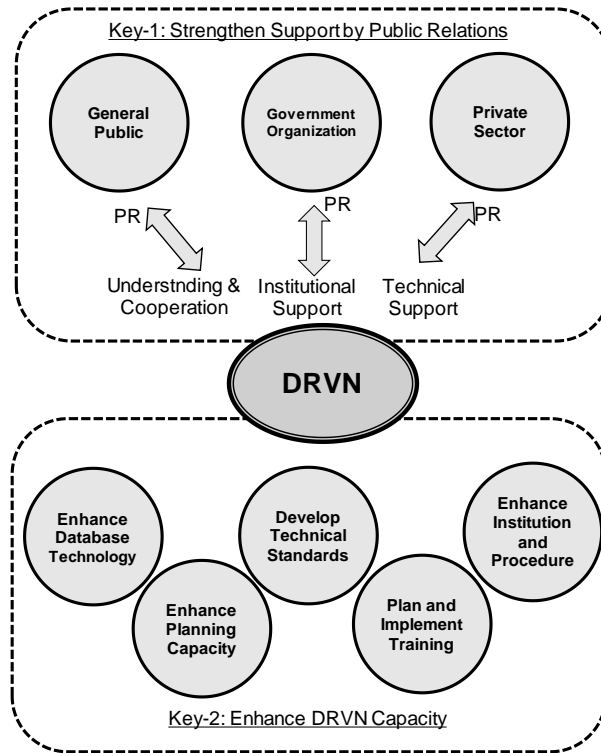 Key-1: Strengthen Support by Public Relations
General
Public
Government
Organization
Private
Sector
PR
PR
PR
Understnding &
Cooperation
Institutional
Support
Technical
Support
DRVN
Enhance
Database
Technology
Develop
Technical
Standards
Enhance
Institution
and
Procedure
Enhance
Planning
Capacity
Plan and
Implement
Training
Key-2: Enhance DRVN Capacity